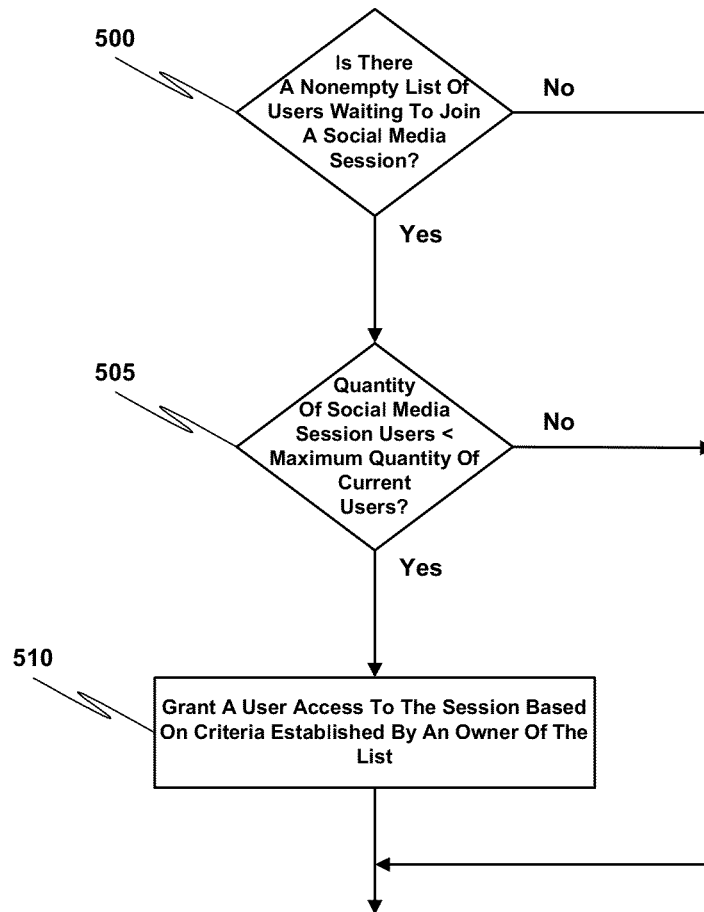 500
Is There
A Nonempty List Of
Users Waiting To Join
A Social Media
Session?
No
Yes
505
Quantity
Of Social Media
Session Users <
Maximum Quantity Of
Current
Users?
No
Yes
510
Grant A User Access To The Session Based
On Criteria Established By An Owner Of The
List